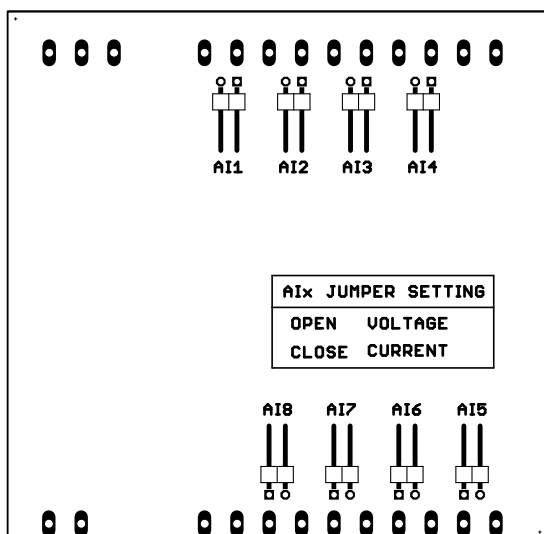 AI1 AI2 AI3 AI4
AIx JUMPER SETTING
OPEN VOLTAGE
CLOSE CURRENT
AI8 AI7 AI6 AI5